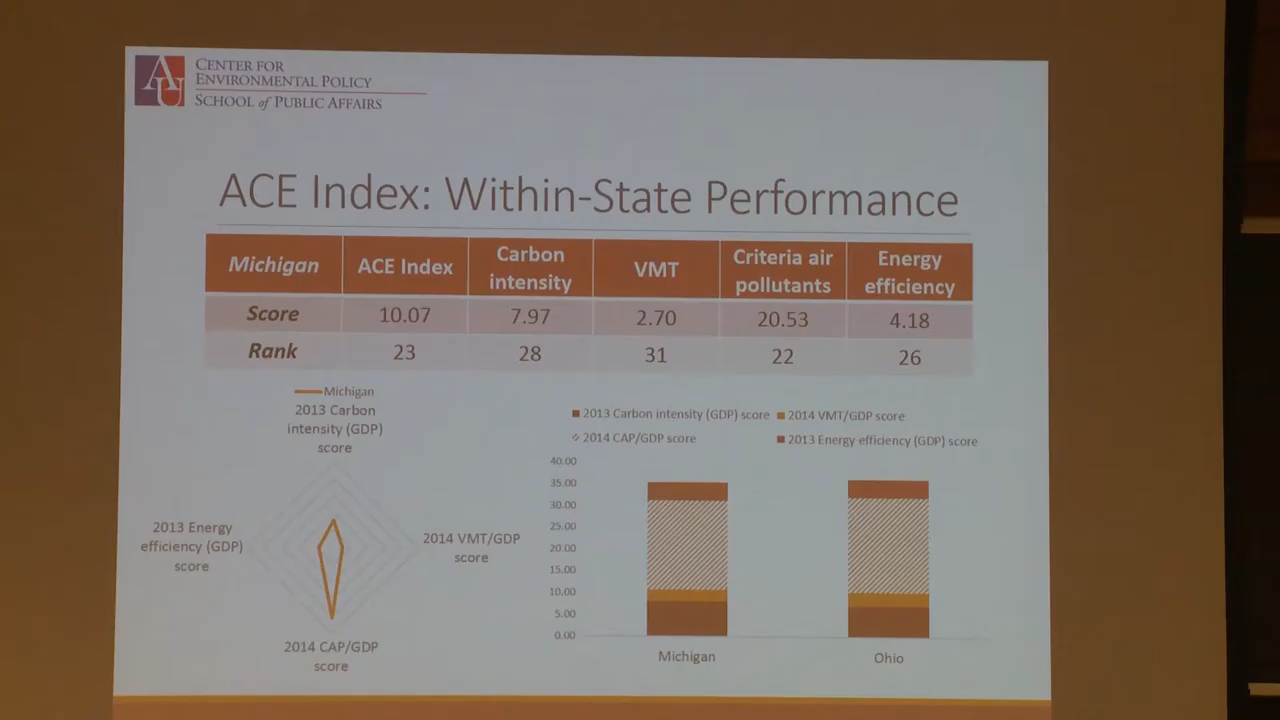 AU
CENTER FOR
ENVIRONMENTAL POLICY
SCHOOL of PUBLIC AFFAIRS
ACE Index: Within-State Performance
Michigan ACE Index Carbon intensity VMT Criteria air pollutants Energy efficiency
Score 10.07 7.97 2.70 20.53 4.18
Rank 23 28 31 22 26
Michigan
2013 Carbon
intensity (GDP)
score
2013 Energy
efficiency (GDP)
score
2014 VMT/GDP
score
2014 CAP/GDP
score
2013 Carbon intensity (GDP) score 2014 VMT/GDP score
2014 CAP/GDP score 2013 Energy efficiency (GDP) score
40.00
35.00
30.00
25.00
20.00
15.00
10.00
5.00
0.00
Michigan Ohio